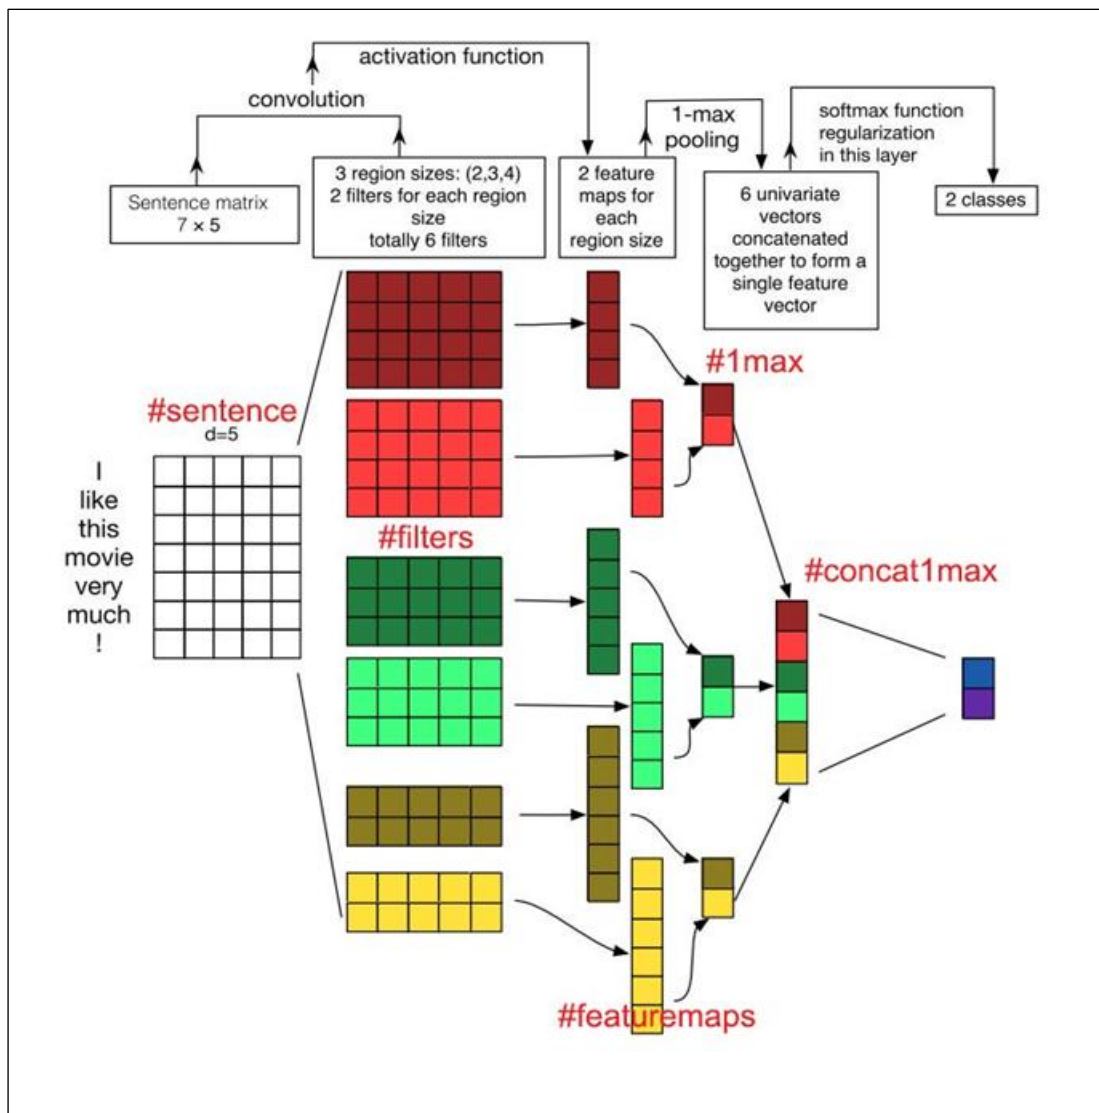 activation function
convolution
1-max
pooling
softmax function
regularization
in this layer
Sentence matrix
7 × 5
3 region sizes: (2,3,4)
2 filters for each region
size
totally 6 filters
2 feature
maps for
each
region size
6 univariate
vectors
concatenated
together to form a
single feature
vector
2 classes
#1max
#sentence
d=5
I
like
this
movie
very
much
!
#filters
#concat1max
#featuremaps